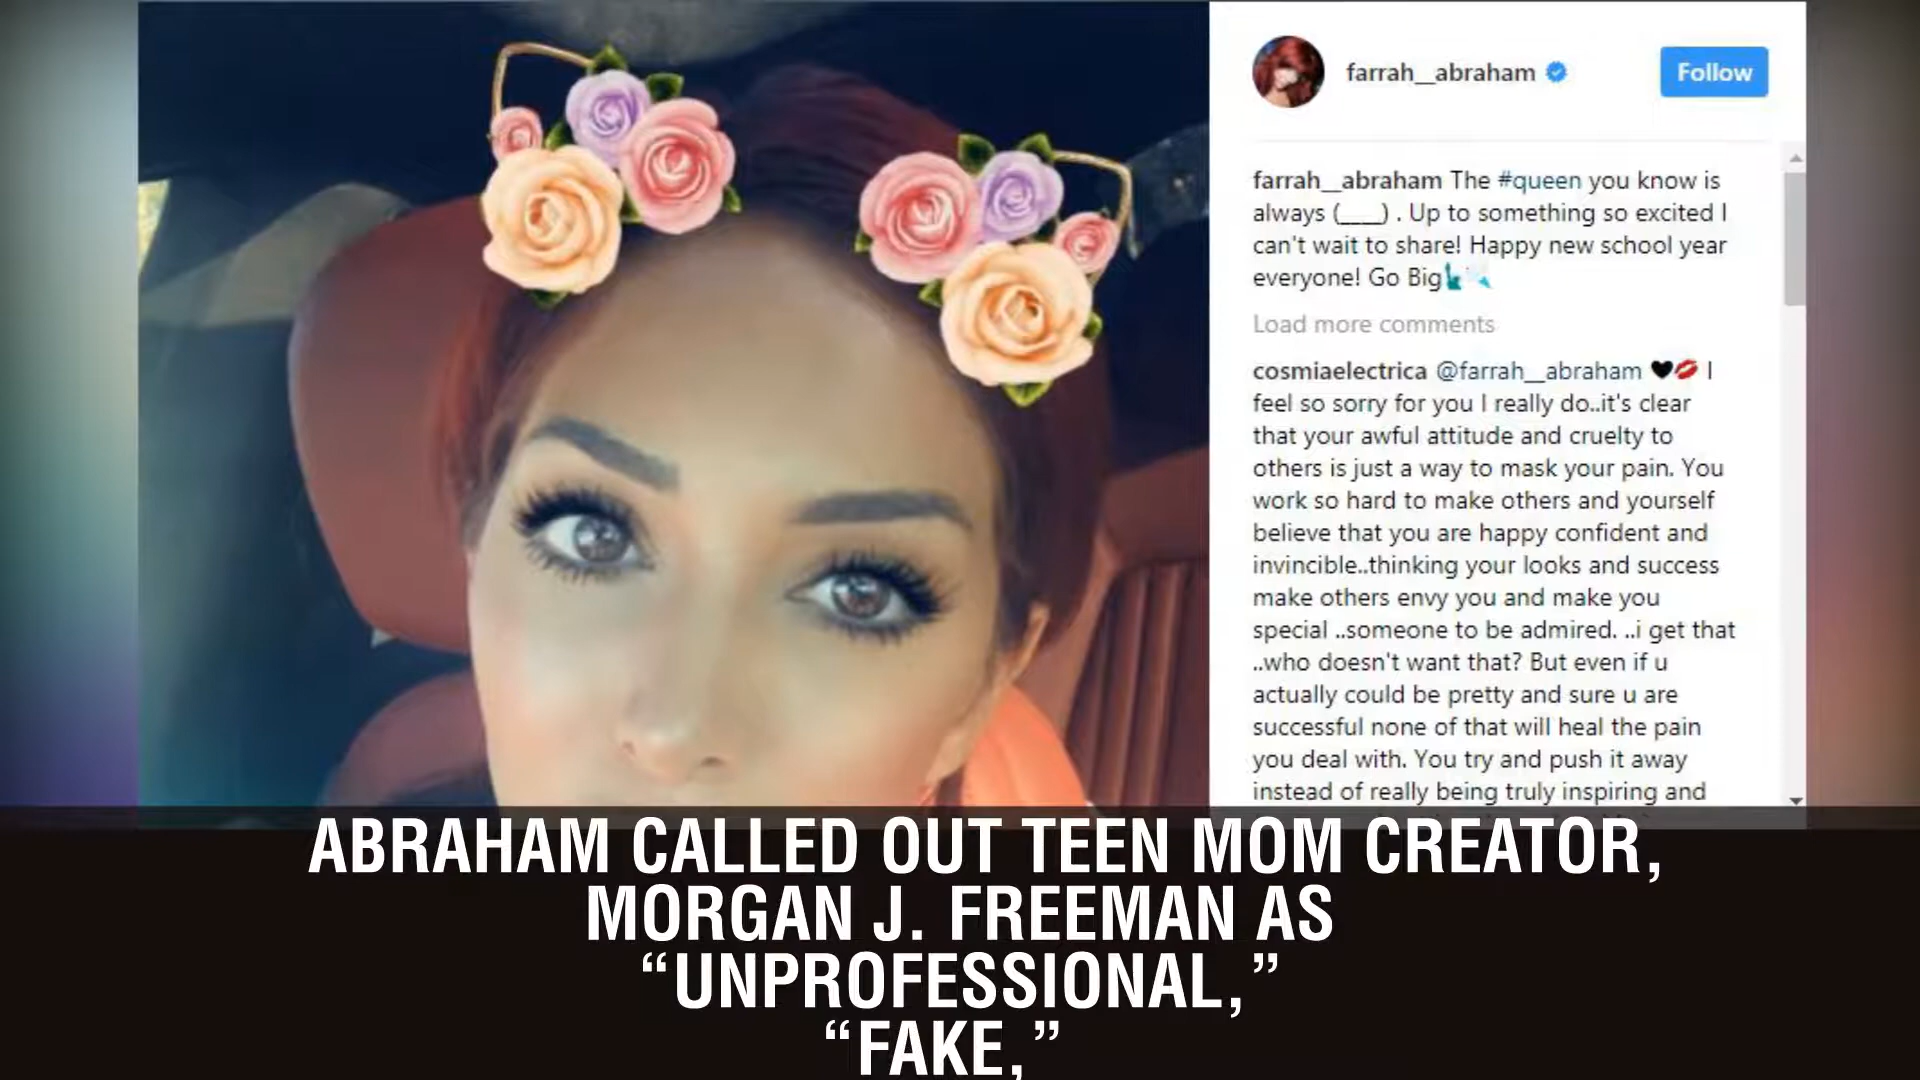 farrah__abraham
Follow
farrah__abraham The #queen you know is
always (____) . Up to something so excited I
can't wait to share! Happy new school year
everyone! Go Big
Load more comments
cosmiaelectrica @farrah__abraham 🖤💋 I
feel so sorry for you I really do..it's clear
that your awful attitude and cruelty to
others is just a way to mask your pain. You
work so hard to make others and yourself
believe that you are happy confident and
invincible..thinking your looks and success
make others envy you and make you
special ..someone to be admired. ..i get that
..who doesn't want that? But even if u
actually could be pretty and sure u are
successful none of that will heal the pain
you deal with. You try and push it away
instead of really being truly inspiring and
ABRAHAM CALLED OUT TEEN MOM CREATOR,
MORGAN J. FREEMAN AS
“UNPROFESSIONAL,”
“FAKE,”